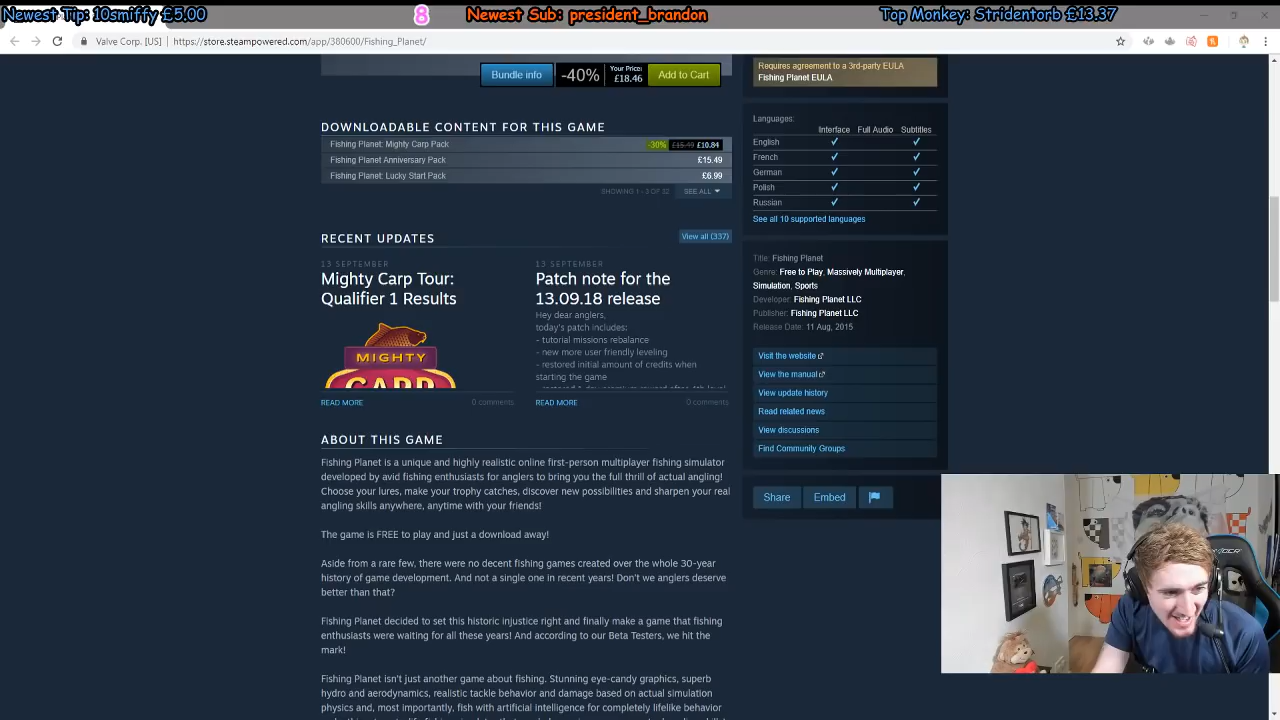 Newest Tip: 10smiffy £5.00
8
Newest Sub: president_brandon
Top Monkey: Stridentorb £13.37
Valve Corp. [US] | https://store.steampowered.com/app/380600/Fishing_Planet/
Bundle info
-40%
Your Price:
£18.46
Add to Cart
DOWNLOADABLE CONTENT FOR THIS GAME
Fishing Planet: Mighty Carp Pack -30% £15.49 £10.84
Fishing Planet Anniversary Pack £15.49
Fishing Planet: Lucky Start Pack £6.99
SHOWING 1 - 3 OF 32 SEE ALL
RECENT UPDATES
View all (337)
13 SEPTEMBER
Mighty Carp Tour:
Qualifier 1 Results
MIGHTY
CARP
READ MORE
0 comments
13 SEPTEMBER
Patch note for the
13.09.18 release
Hey dear anglers,
today's patch includes:
- tutorial missions rebalance
- new more user friendly leveling
- restored initial amount of credits when
starting the game
READ MORE
0 comments
ABOUT THIS GAME
Fishing Planet is a unique and highly realistic online first-person multiplayer fishing simulator
developed by avid fishing enthusiasts for anglers to bring you the full thrill of actual angling!
Choose your lures, make your trophy catches, discover new possibilities and sharpen your real
angling skills anywhere, anytime with your friends!
The game is FREE to play and just a download away!
Aside from a rare few, there were no decent fishing games created over the whole 30-year
history of game development. And not a single one in recent years! Don't we anglers deserve
better than that?
Fishing Planet decided to set this historic injustice right and finally make a game that fishing
enthusiasts were waiting for all these years! And according to our Beta Testers, we hit the
mark!
Fishing Planet isn't just another game about fishing. Stunning eye-candy graphics, superb
hydro and aerodynamics, realistic tackle behavior and damage based on actual simulation
physics and, most importantly, fish with artificial intelligence for completely lifelike behavior
Requires agreement to a 3rd-party EULA
Fishing Planet EULA
Languages:
Interface Full Audio Subtitles
English ✓ ✓
French ✓ ✓
German ✓ ✓
Polish ✓ ✓
Russian ✓ ✓
See all 10 supported languages
Title: Fishing Planet
Genre: Free to Play, Massively Multiplayer,
Simulation, Sports
Developer: Fishing Planet LLC
Publisher: Fishing Planet LLC
Release Date: 11 Aug, 2015
Visit the website
View the manual
View update history
Read related news
View discussions
Find Community Groups
Share
Embed